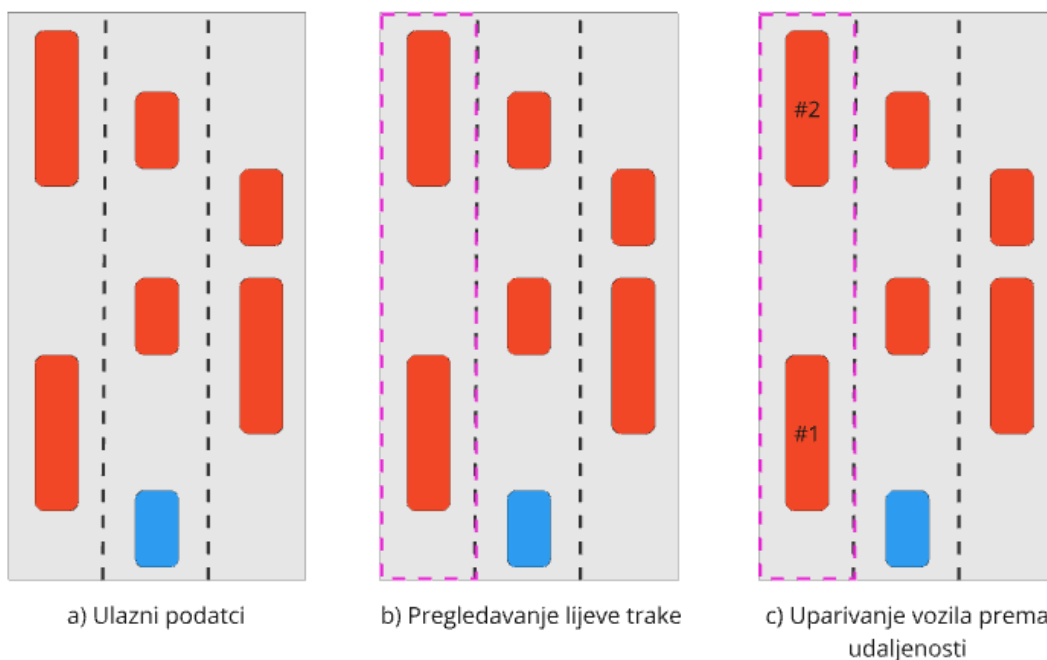 #2
#1
a) Ulazni podatci
b) Pregledavanje lijeve trake
c) Uparivanje vozila prema
udaljenosti